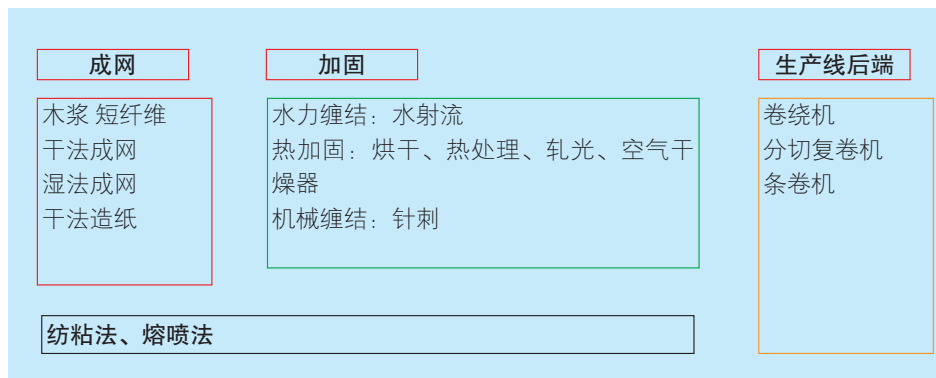 成网
木浆 短纤维
干法成网
湿法成网
干法造纸
加固
水力缠结：水射流
热加固：烘干、热处理、轧光、空气干
燥器
机械缠结：针刺
生产线后端
卷绕机
分切复卷机
条卷机
纺粘法、熔喷法